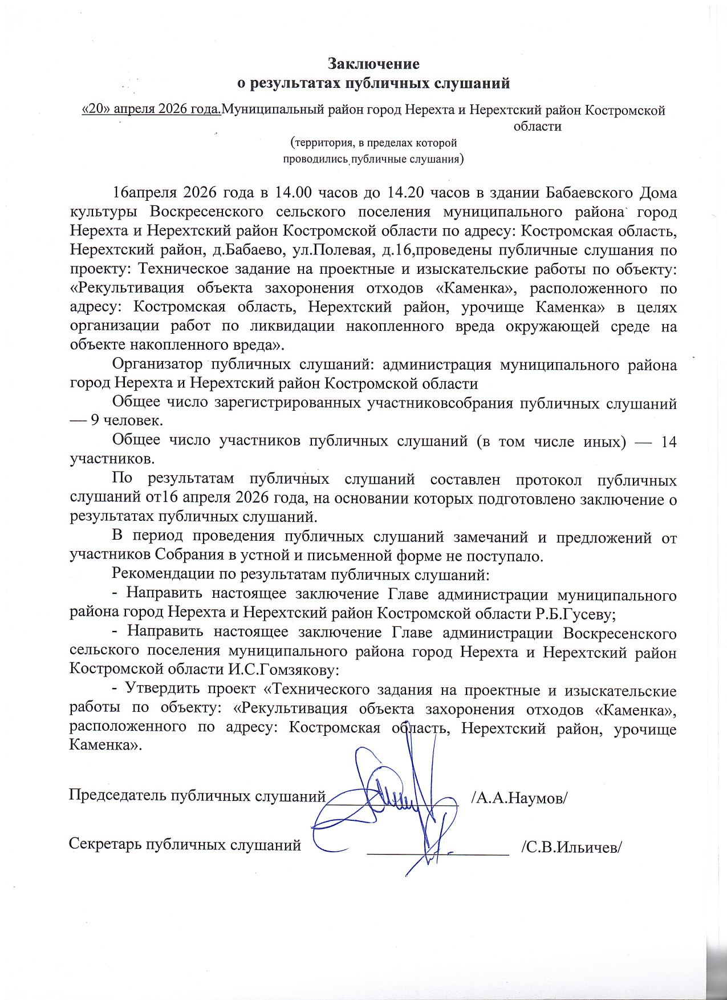 Заключение
о результатах публичных слушаний
«20» апреля 2026 года.Муниципальный район город Нерехта и Нерехтский район Костромской
области
(территория, в пределах которой
проводились публичные слушания)
16апреля 2026 года в 14.00 часов до 14.20 часов в здании Бабаевского Дома
культуры Воскресенского сельского поселения муниципального района город
Нерехта и Нерехтский район Костромской области по адресу: Костромская область,
Нерехтский район, д.Бабаево, ул.Полевая, д.16,проведены публичные слушания по
проекту: Техническое задание на проектные и изыскательские работы по объекту:
«Рекультивация объекта захоронения отходов «Каменка», расположенного по
адресу: Костромская область, Нерехтский район, урочище Каменка» в целях
организации работ по ликвидации накопленного вреда окружающей среде на
объекте накопленного вреда».
Организатор публичных слушаний: администрация муниципального района
город Нерехта и Нерехтский район Костромской области
Общее число зарегистрированных участниковсобрания публичных слушаний
— 9 человек.
Общее число участников публичных слушаний (в том числе иных) — 14
участников.
По результатам публичных слушаний составлен протокол публичных
слушаний от16 апреля 2026 года, на основании которых подготовлено заключение о
результатах публичных слушаний.
В период проведения публичных слушаний замечаний и предложений от
участников Собрания в устной и письменной форме не поступало.
Рекомендации по результатам публичных слушаний:
- Направить настоящее заключение Главе администрации муниципального
района город Нерехта и Нерехтский район Костромской области Р.Б.Гусеву;
- Направить настоящее заключение Главе администрации Воскресенского
сельского поселения муниципального района город Нерехта и Нерехтский район
Костромской области И.С.Гомзякову:
- Утвердить проект «Технического задания на проектные и изыскательские
работы по объекту: «Рекультивация объекта захоронения отходов «Каменка»,
расположенного по адресу: Костромская область, Нерехтский район, урочище
Каменка».
Председатель публичных слушаний /А.А.Наумов/
Секретарь публичных слушаний /С.В.Ильичев/